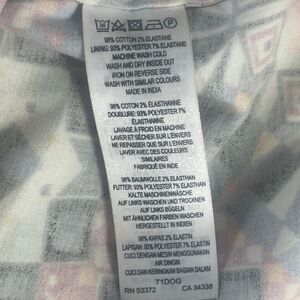 98% COTTON 2% ELASTANE
LINING: 93% POLYESTER 7% ELASTANE
MACHINE WASH COLD
WASH AND DRY INSIDE OUT
IRON ON REVERSE SIDE
WASH WITH SIMILAR COLOURS
MADE IN INDIA
98% COTON 2% ÉLASTHANNE
DOUBLURE: 93% POLYESTER 7%
ÉLASTHANNE
LAVAGE À FROID EN MACHINE
LAVER ET SÉCHER SUR L'ENVERS
NE REPASSER QUE SUR L'ENVERS
LAVER AVEC DES COULEURS
SIMILAIRES
FABRIQUÉ EN INDE
98% BAUMWOLLE 2% ELASTHAN
FUTTER: 93% POLYESTER 7% ELASTHAN
KALTE MASCHINENWÄSCHE
AUF LINKS WASCHEN UND TROCKNEN
AUF LINKS BÜGELN
MIT ÄHNLICHEN FARBEN WASCHEN
HERGESTELLT IN INDIEN
98% KAPAS 2% ELASTIN
LAPISAN: 93% POLYESTER 7% ELASTIN
CUCI DENGAN MESIN MENGGUNAKAN
AIR DINGIN
CUCI DAN KERINGKAN BAGIAN DALAM
71DOG
RN 53372 CA 34338